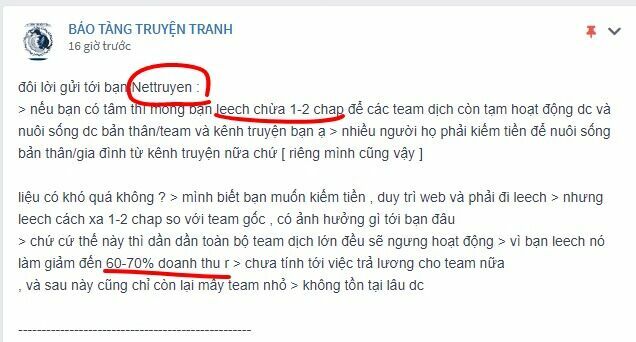 BẢO TÀNG TRUYỆN TRANH
16 giờ trước
đôi lời gửi tới bạn Nettruyen :
> nếu bạn có tâm thì mong bạn leech chừa 1-2 chap để các team dịch còn tạm hoạt động dc và
nuôi sống dc bản thân/team và kênh truyện bạn ạ > nhiều người họ phải kiếm tiền để nuôi sống
bản thân/gia đình từ kênh truyện nữa chứ [ riêng mình cũng vậy ]
liệu có khó quá không ? > mình biết bạn muốn kiếm tiền , duy trì web và phải đi leech > nhưng
leech cách xa 1-2 chap so với team gốc , có ảnh hưởng gì tới bạn đâu
> chứ cứ thế này thì dần dần toàn bộ team dịch lớn đều sẽ ngưng hoạt động > vì bạn leech nó
làm giảm đến 60-70% doanh thu r > chưa tính tới việc trả lương cho team nữa
, và sau này cũng chỉ còn lại mấy team nhỏ > không tồn tại lâu dc
-------------------------------------------------